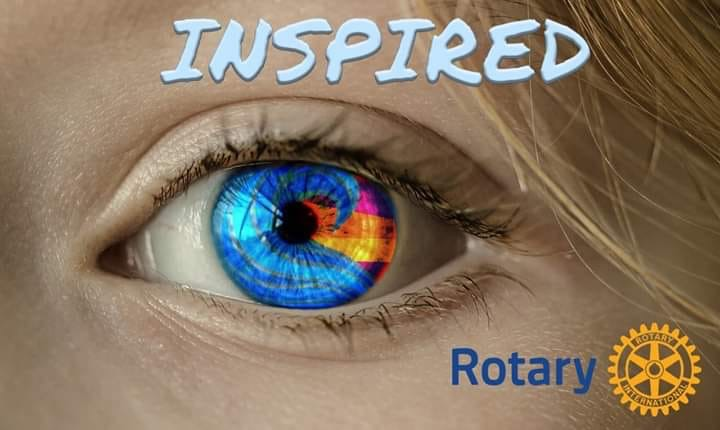 INSPIRED
Rotary
ROTARY
INTERNATIONAL